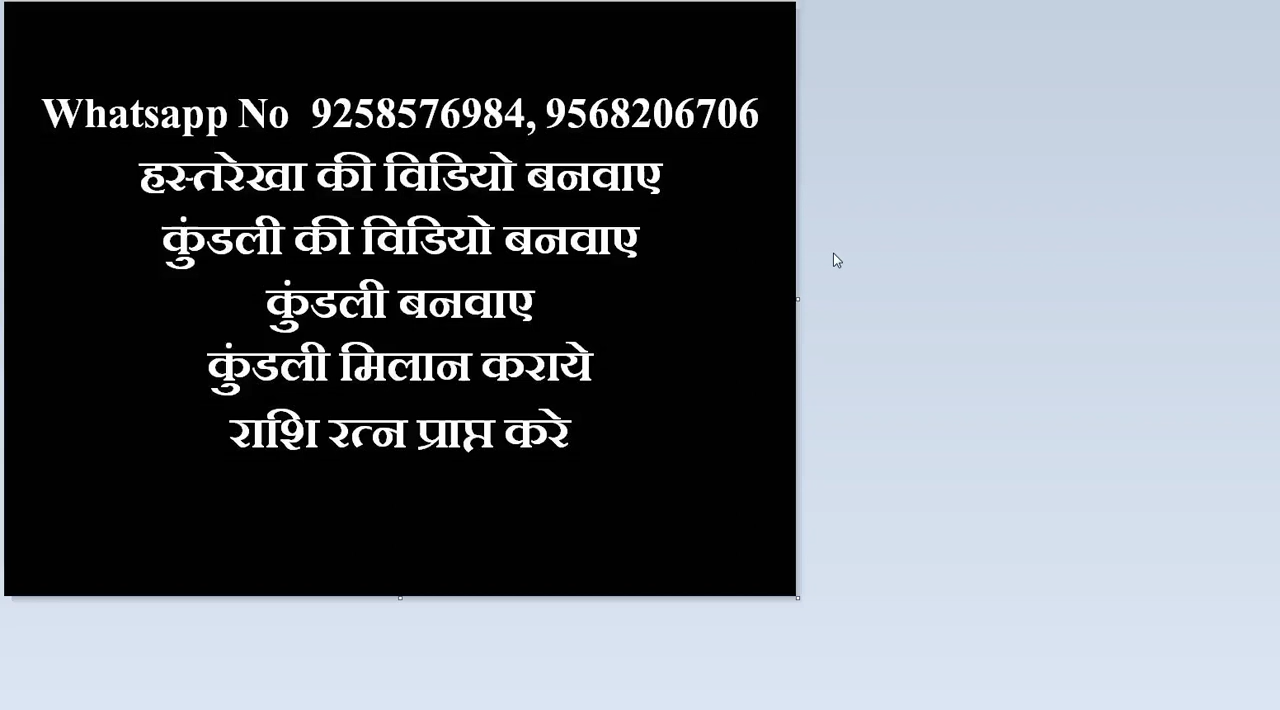 Whatsapp No 9258576984, 9568206706
हस्तरेखा की विडियो बनवाए
कुंडली की विडियो बनवाए
कुंडली बनवाए
कुंडली मिलान कराये
राशि रत्न प्राप्त करे